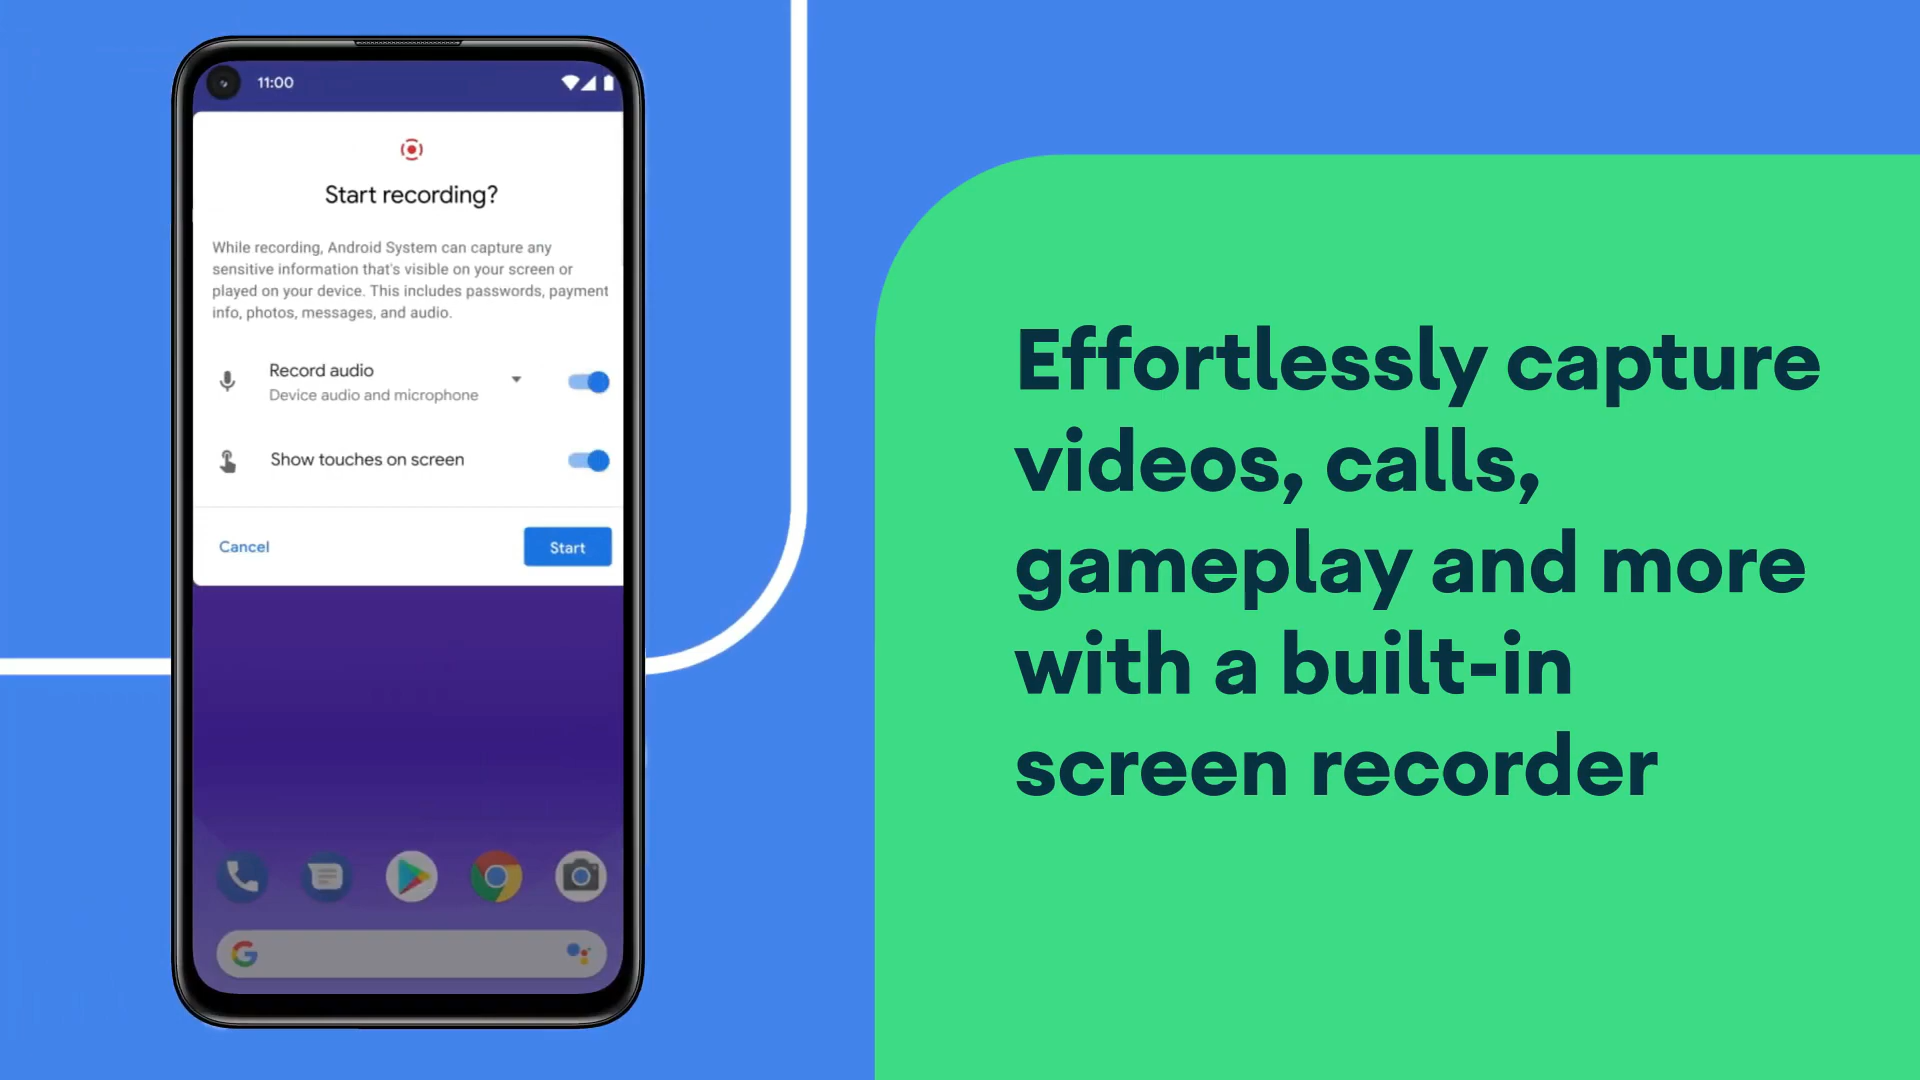 11:00
Start recording?
While recording, Android System can capture any
sensitive information that's visible on your screen or
played on your device. This includes passwords, payment
info, photos, messages, and audio.
Record audio
Device audio and microphone
Show touches on screen
Cancel
Start
Effortlessly capture
videos, calls,
gameplay and more
with a built-in
screen recorder